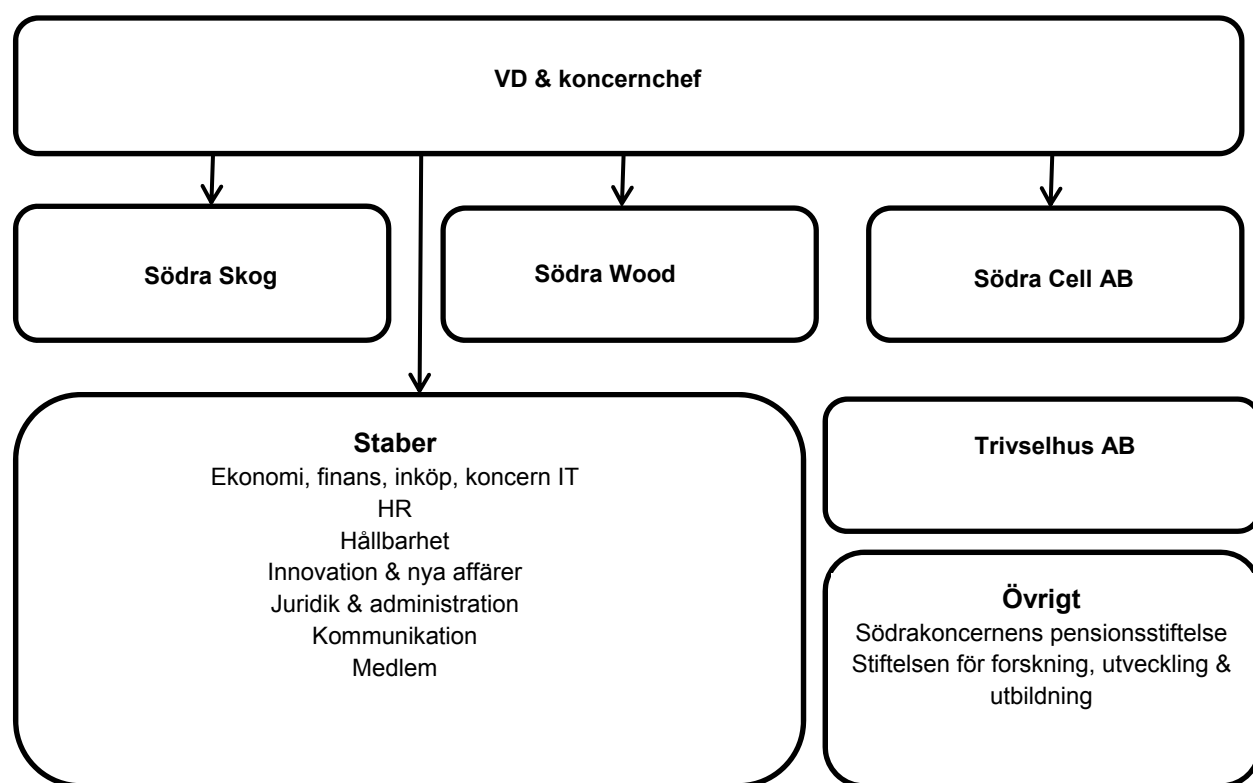 VD & koncernchef
Södra Skog
Södra Wood
Södra Cell AB
Staber
Ekonomi, finans, inköp, koncern IT
HR
Hållbarhet
Innovation & nya affärer
Juridik & administration
Kommunikation
Medlem
Trivselhus AB
Övrigt
Södrakoncernens pensionsstiftelse
Stiftelsen för forskning, utveckling &
utbildning